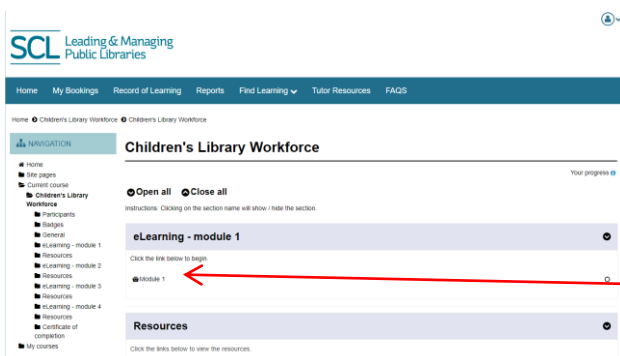 SCL Leading & Managing
Public Libraries
Home My Bookings Record of Learning Reports Find Learning Tutor Resources FAQS
Home Children's Library Workforce Children's Library Workforce
NAVIGATION
Children's Library Workforce
Home
Site pages
Current course
Children's Library
Workforce
Participants
Badges
General
eLearning - module 1
Resources
eLearning - module 2
Resources
eLearning - module 3
Resources
eLearning - module 4
Resources
Certificate of
completion
My courses
Your progress
Open all Close all
Instructions: Clicking on the section name will show / hide the section.
eLearning - module 1
Click the link below to begin.
Module 1
Resources
Click the links below to view the resources.